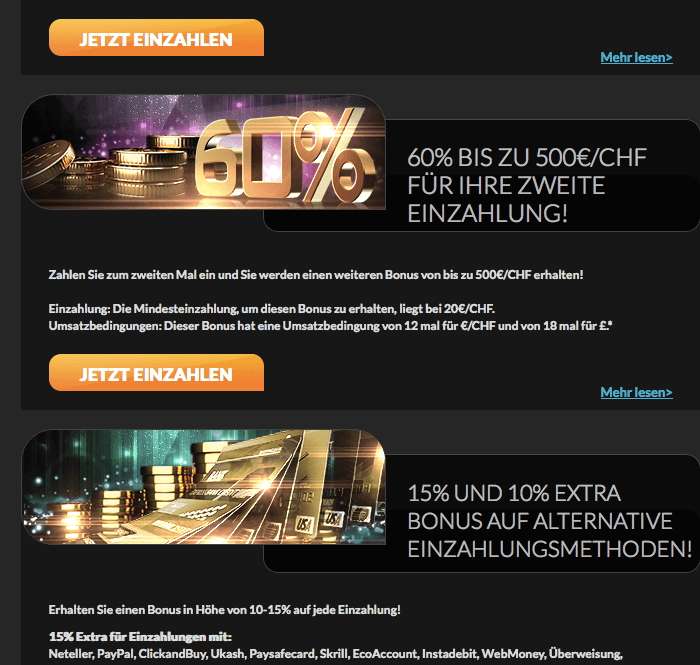 JETZT EINZAHLEN
Mehr lesen>
60%
60% BIS ZU 500€/CHF
FÜR IHRE ZWEITE
EINZAHLUNG!
Zahlen Sie zum zweiten Mal ein und Sie werden einen weiteren Bonus von bis zu 500€/CHF erhalten!
Einzahlung: Die Mindesteinzahlung, um diesen Bonus zu erhalten, liegt bei 20€/CHF.
Umsatzbedingungen: Dieser Bonus hat eine Umsatzbedingung von 12 mal für €/CHF und von 18 mal für £.*
JETZT EINZAHLEN
Mehr lesen>
BANK
15% UND 10% EXTRA
BONUS AUF ALTERNATIVE
EINZAHLUNGSMETHODEN!
Erhalten Sie einen Bonus in Höhe von 10-15% auf jede Einzahlung!
15% Extra für Einzahlungen mit:
Neteller, PayPal, ClickandBuy, Ukash, Paysafecard, Skrill, EcoAccount, Instadebit, WebMoney, Überweisung,